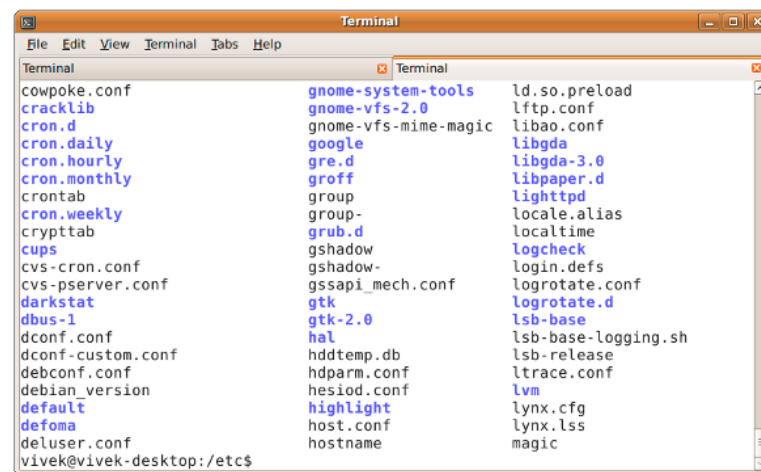 Terminal
File Edit View Terminal Tabs Help
Terminal Terminal
cowpoke.conf gnome-system-tools ld.so.preload
cracklib gnome-vfs-2.0 lftp.conf
cron.d gnome-vfs-mime-magic libao.conf
cron.daily google libgda
cron.hourly gre.d libgda-3.0
cron.monthly groff libpaper.d
crontab group lighttpd
cron.weekly group- locale.alias
crypttab grub.d localtime
cups gshadow logcheck
cvs-cron.conf gshadow- login.defs
cvs-pserver.conf gssapi_mech.conf logrotate.conf
darkstat gtk logrotate.d
dbus-1 gtk-2.0 lsb-base
dconf.conf hal lsb-base-logging.sh
dconf-custom.conf hddtemp.db lsb-release
debconf.conf hdparm.conf ltrace.conf
debian_version hesiod.conf lvm
default highlight lynx.cfg
defoma host.conf lynx.lss
deluser.conf hostname magic
vivek@vivek-desktop:/etc$